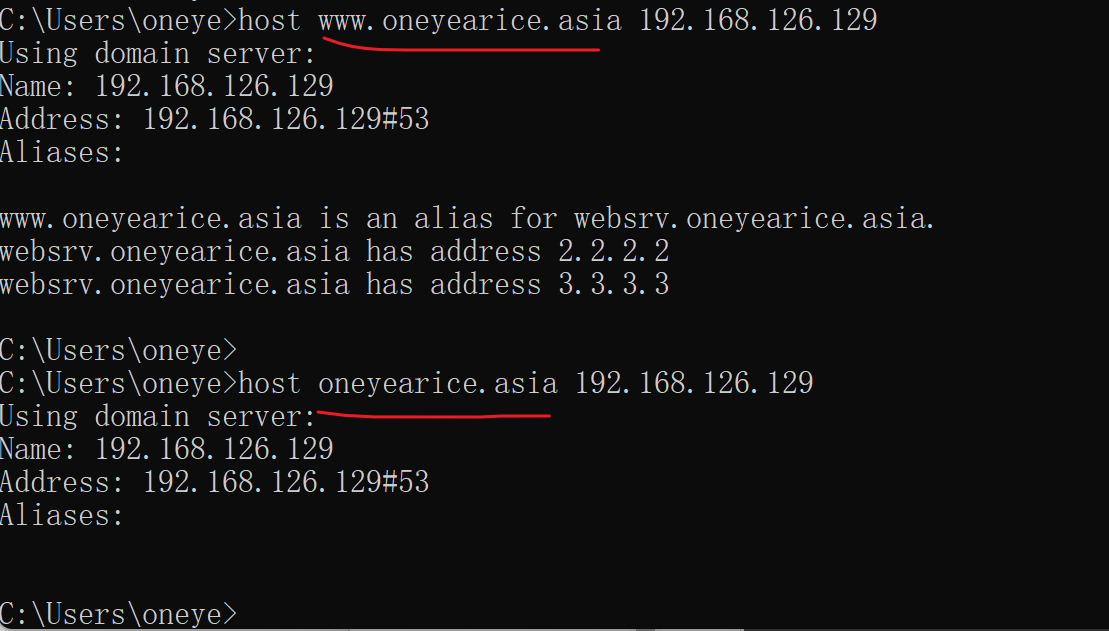 C:\Users\oneye>host www.oneyearice.asia 192.168.126.129
Using domain server:
Name: 192.168.126.129
Address: 192.168.126.129#53
Aliases:
www.oneyearice.asia is an alias for websrv.oneyearice.asia.
websrv.oneyearice.asia has address 2.2.2.2
websrv.oneyearice.asia has address 3.3.3.3
C:\Users\oneye>
C:\Users\oneye>host oneyearice.asia 192.168.126.129
Using domain server:
Name: 192.168.126.129
Address: 192.168.126.129#53
Aliases:
C:\Users\oneye>